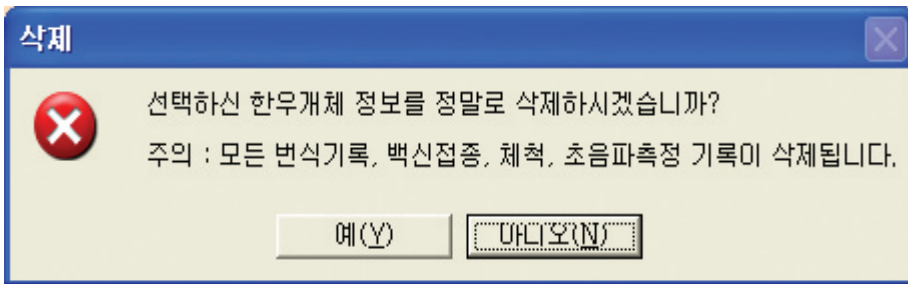 삭제
선택하신 한우개체 정보를 정말로 삭제하시겠습니까?
주의 : 모든 번식기록, 백신접종, 체척, 초음파측정 기록이 삭제됩니다.
예(Y)
아니오(N)